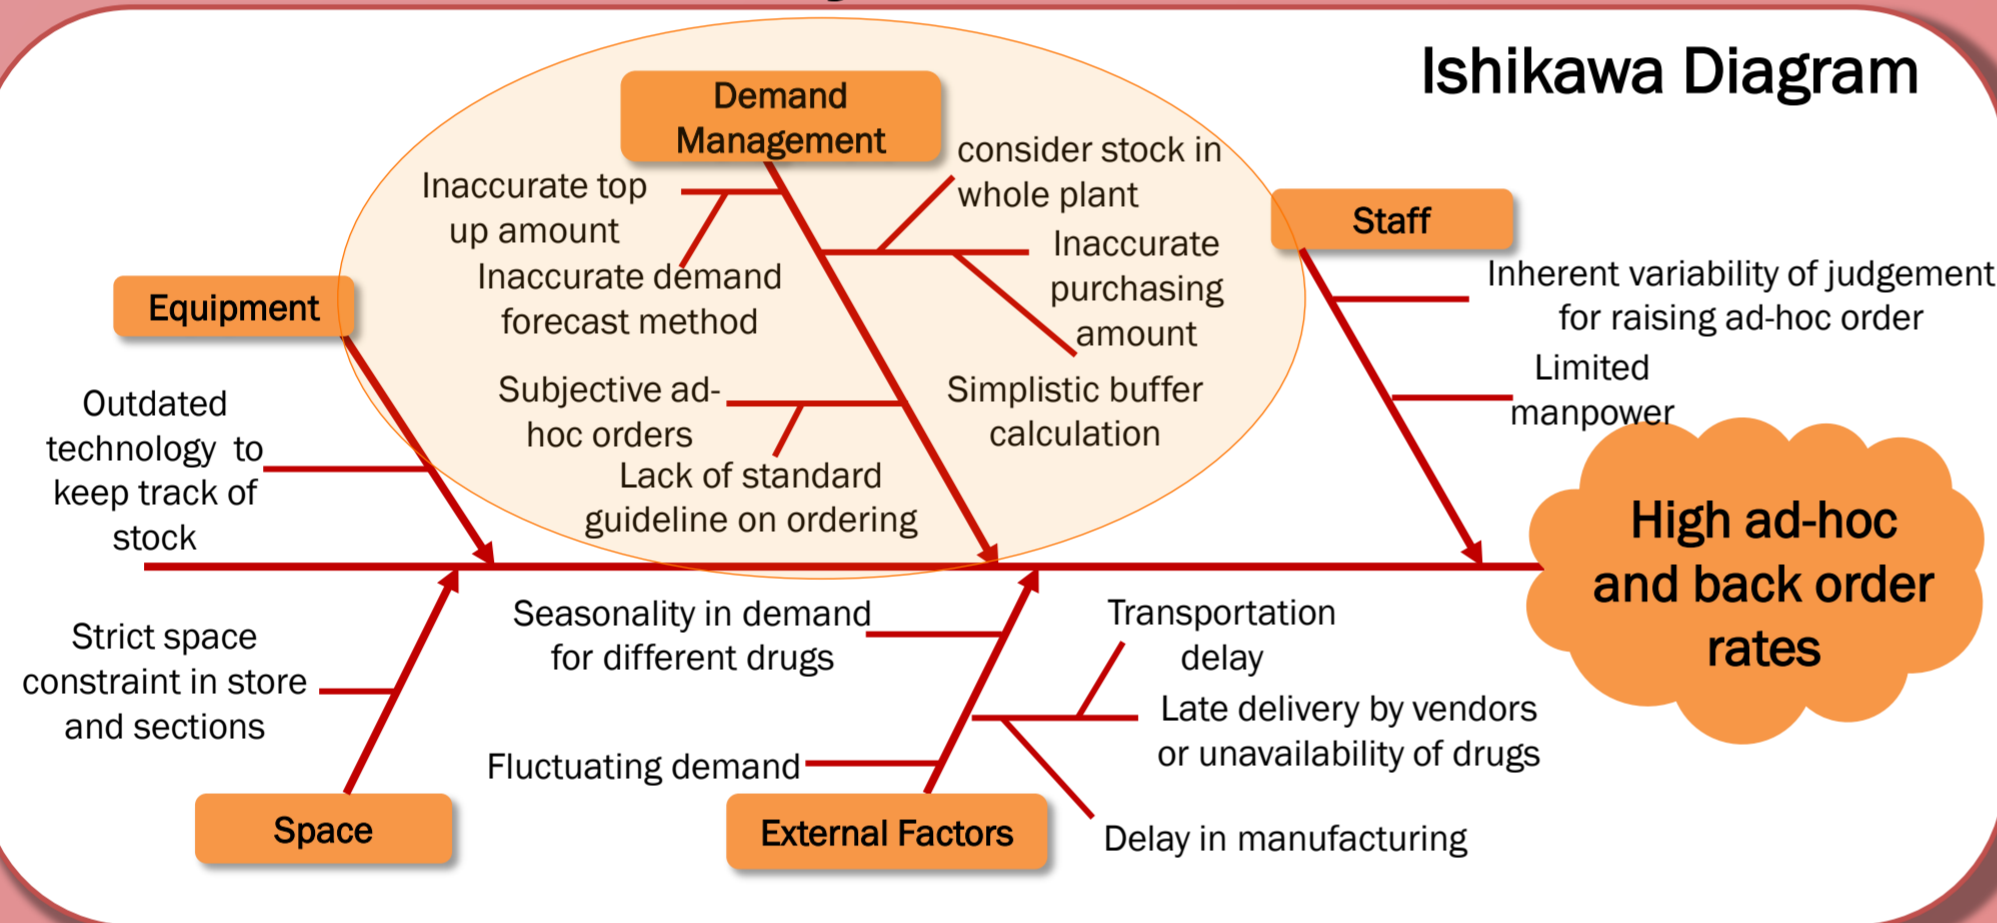 Ishikawa Diagram
Demand
Management
consider stock in
whole plant
Inaccurate top
up amount
Inaccurate demand
forecast method
Inaccurate
purchasing
amount
Subjective ad-
hoc orders
Simplistic buffer
calculation
Lack of standard
guideline on ordering
Staff
Inherent variability of judgement
for raising ad-hoc order
Limited
manpower
Equipment
Outdated
technology to
keep track of
stock
High ad-hoc
and back order
rates
Strict space
constraint in store
and sections
Space
Seasonality in demand
for different drugs
Fluctuating demand
External Factors
Transportation
delay
Late delivery by vendors
or unavailability of drugs
Delay in manufacturing